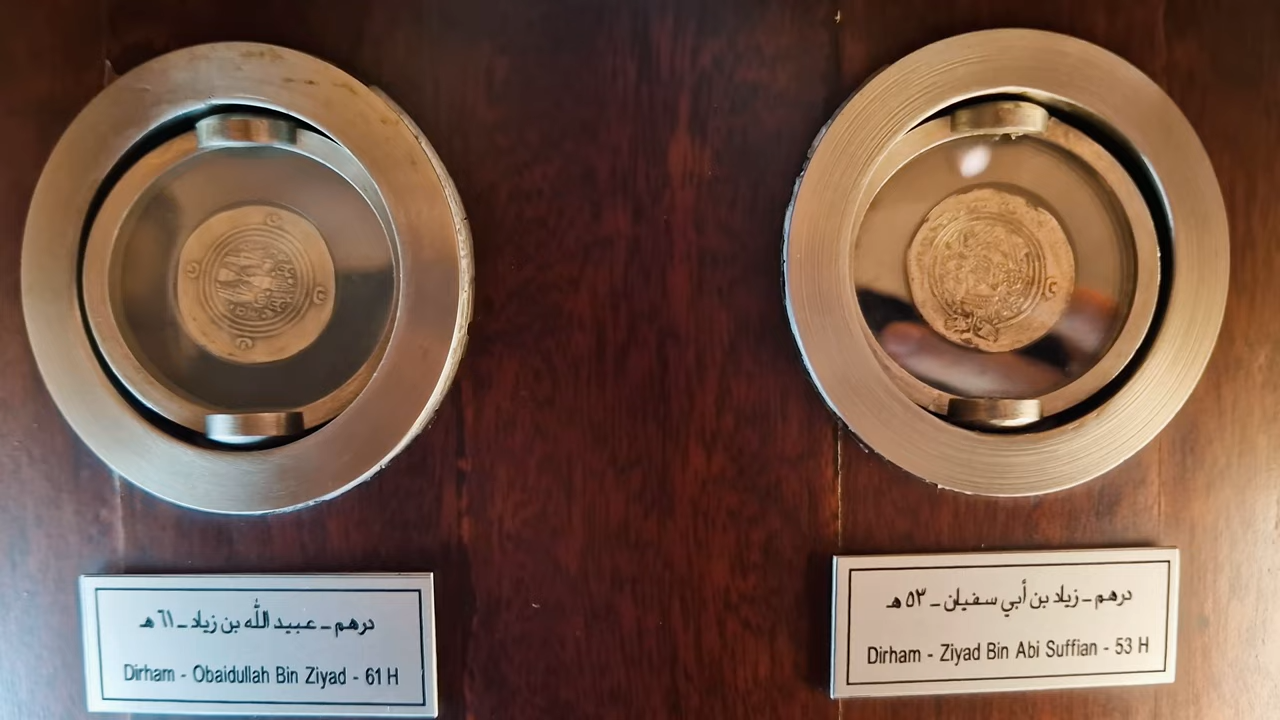 درهم - عبيد الله بن زياد - ٦١ هـ
Dirham - Obaidullah Bin Ziyad - 61 H
درهم - زياد بن أبي سفيان - ٥٣ هـ
Dirham - Ziyad Bin Abi Suffian - 53 H